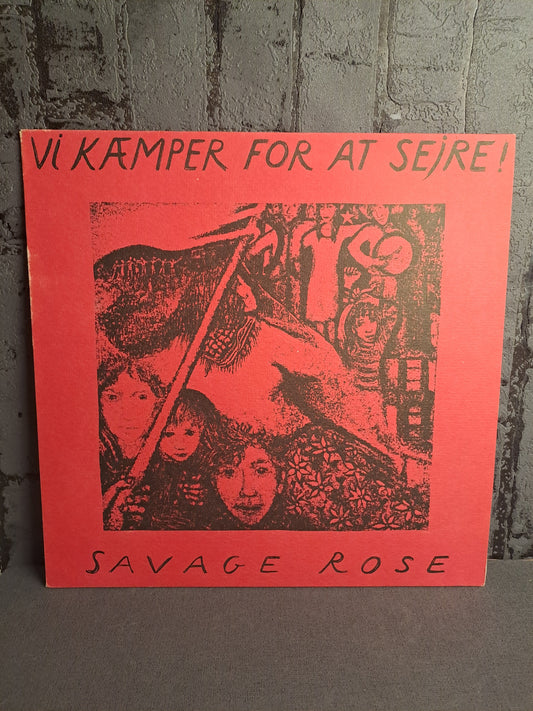 Vi KÆMPER FOR AT SEJRE!
SAVAGE ROSE